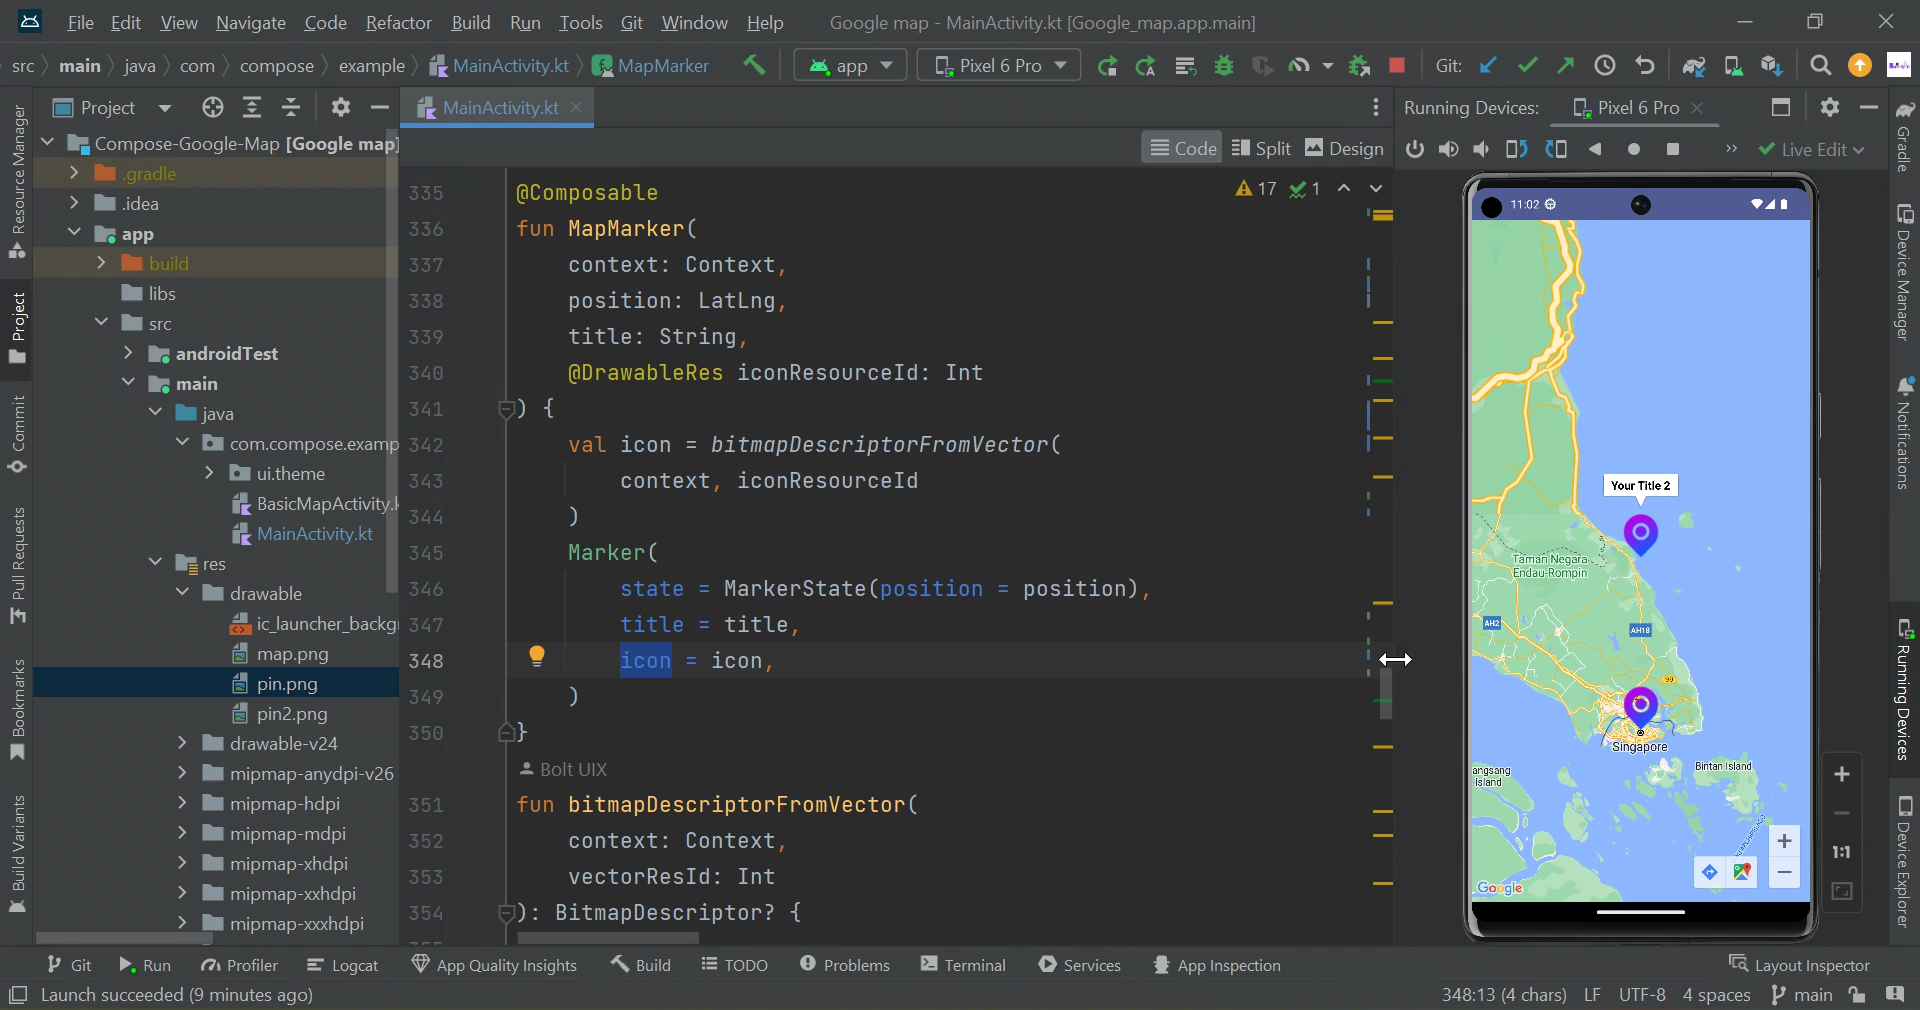 File Edit View Navigate Code Refactor Build Run Tools Git Window Help Google map - MainActivity.kt [Google_map.app.main]
src main java com compose example MainActivity.kt MapMarker app Pixel 6 Pro Git:
Project
MainActivity.kt
Running Devices: Pixel 6 Pro
Code Split Design
Live Edit
Resource Manager
Project
Commit
Pull Requests
Bookmarks
Build Variants
Compose-Google-Map [Google map]
.gradle
.idea
app
build
libs
src
androidTest
main
java
com.compose.examp
ui.theme
BasicMapActivity.k
MainActivity.kt
res
drawable
ic_launcher_backgr
map.png
pin.png
pin2.png
drawable-v24
mipmap-anydpi-v26
mipmap-hdpi
mipmap-mdpi
mipmap-xhdpi
mipmap-xxhdpi
mipmap-xxxhdpi
17 1
335 @Composable
336 fun MapMarker(
337 context: Context,
338 position: LatLng,
339 title: String,
340 @DrawableRes iconResourceId: Int
341 ) {
342 val icon = bitmapDescriptorFromVector(
343 context, iconResourceId
344 )
345 Marker(
346 state = MarkerState(position = position),
347 title = title,
348 icon = icon,
349 )
350 }
Bolt UIX
351 fun bitmapDescriptorFromVector(
352 context: Context,
353 vectorResId: Int
354 ): BitmapDescriptor? {
11:02
Your Title 2
Taman Negara
Endau-Rompin
AH2
AH18
99
Singapore
Bintan Island
angsang
Island
Google
+
−
1:1
Gradle
Device Manager
Notifications
Running Devices
Device Explorer
Git Run Profiler Logcat App Quality Insights Build TODO Problems Terminal Services App Inspection Layout Inspector
Launch succeeded (9 minutes ago) 348:13 (4 chars) LF UTF-8 4 spaces main